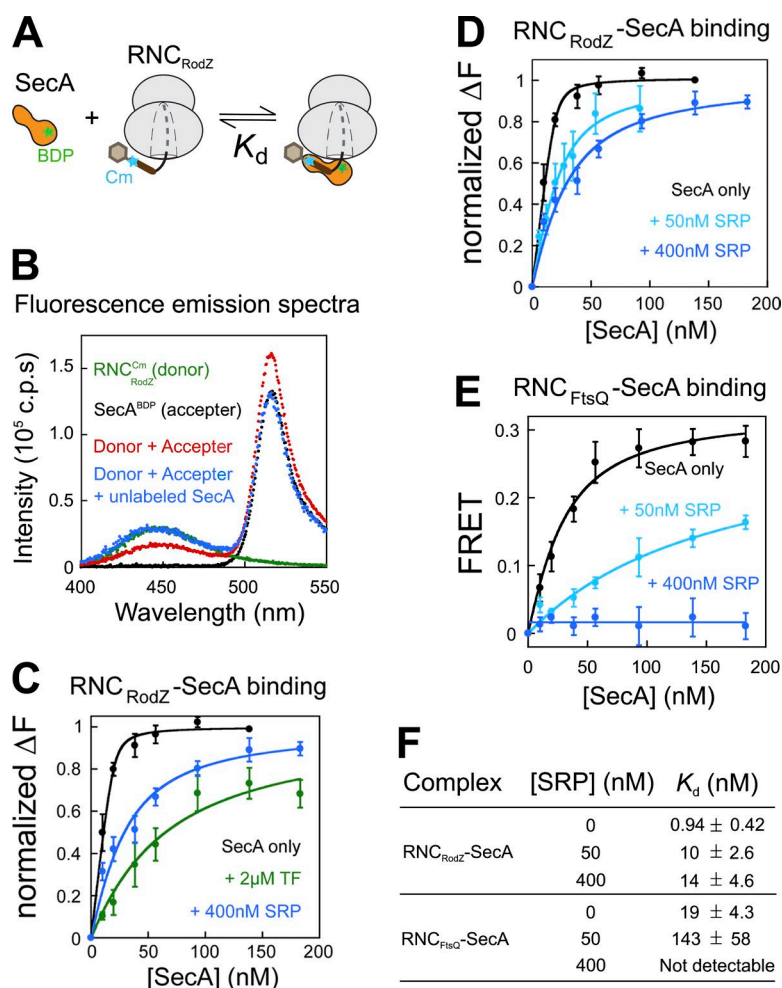 A
SecA
+
RNC RodZ
BDP
Cm
Kd
B
Fluorescence emission spectra
Intensity (10⁵ c.p.s)
1.5
1.0
0.5
0
RNC Cm RodZ (donor)
SecA BDP (accepter)
Donor + Accepter
Donor + Accepter
+ unlabeled SecA
400 450 500 550
Wavelength (nm)
C
RNC RodZ -SecA binding
normalized ΔF
1
0.8
0.6
0.4
0.2
0
SecA only
+ 2μM TF
+ 400nM SRP
0 50 100 150 200
[SecA] (nM)
D
RNC RodZ -SecA binding
normalized ΔF
1
0.8
0.6
0.4
0.2
0
SecA only
+ 50nM SRP
+ 400nM SRP
0 50 100 150 200
[SecA] (nM)
E
RNC FtsQ -SecA binding
FRET
0.3
0.2
0.1
0
SecA only
+ 50nM SRP
+ 400nM SRP
0 50 100 150 200
[SecA] (nM)
F
Complex [SRP] (nM) Kd (nM)
0 0.94 ± 0.42
RNC RodZ -SecA 50 10 ± 2.6
400 14 ± 4.6
0 19 ± 4.3
RNC FtsQ -SecA 50 143 ± 58
400 Not detectable